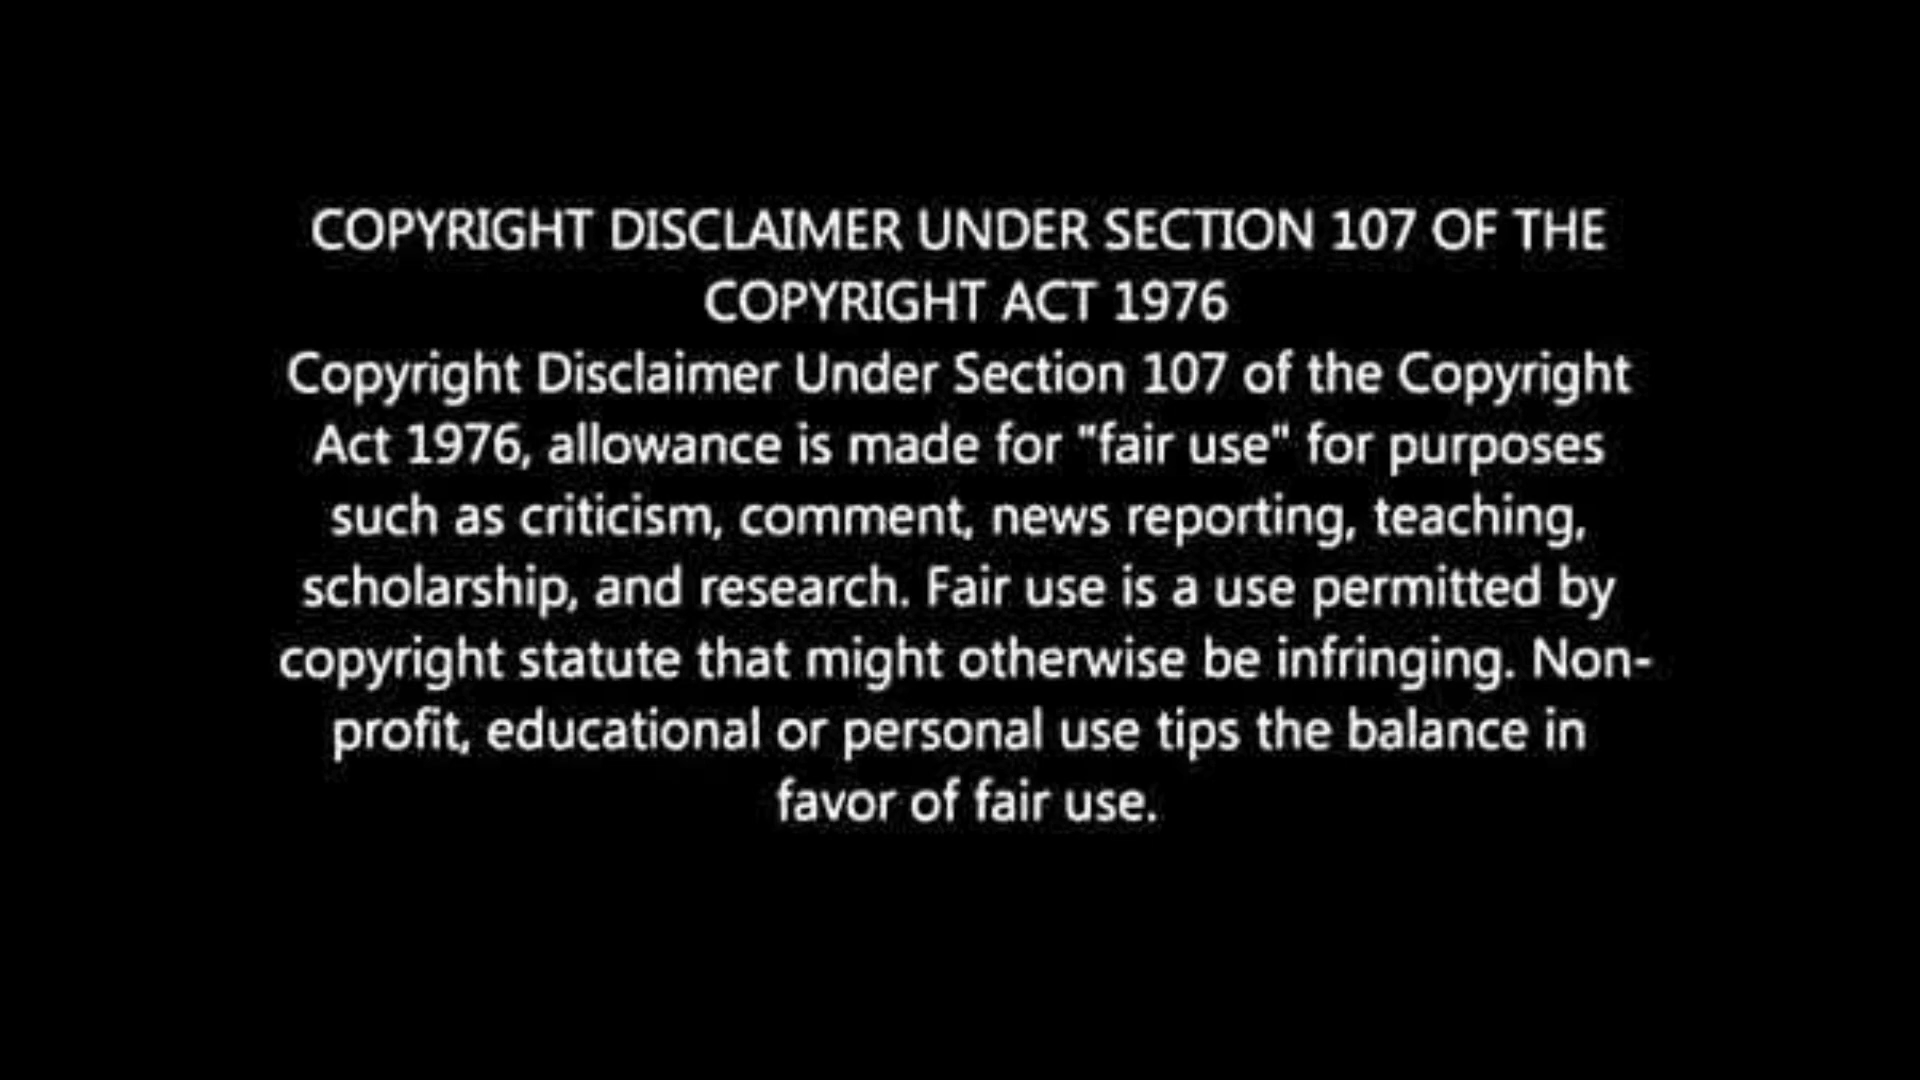 COPYRIGHT DISCLAIMER UNDER SECTION 107 OF THE
COPYRIGHT ACT 1976
Copyright Disclaimer Under Section 107 of the Copyright
Act 1976, allowance is made for "fair use" for purposes
such as criticism, comment, news reporting, teaching,
scholarship, and research. Fair use is a use permitted by
copyright statute that might otherwise be infringing. Non-
profit, educational or personal use tips the balance in
favor of fair use.